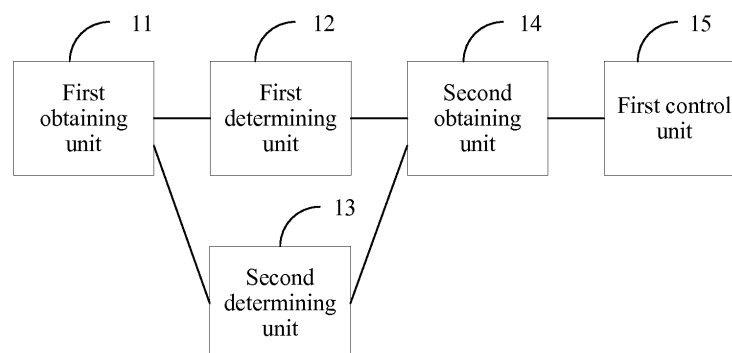 11
12
14
15
First
obtaining
unit
First
determining
unit
Second
obtaining
unit
First control
unit
13
Second
determining
unit